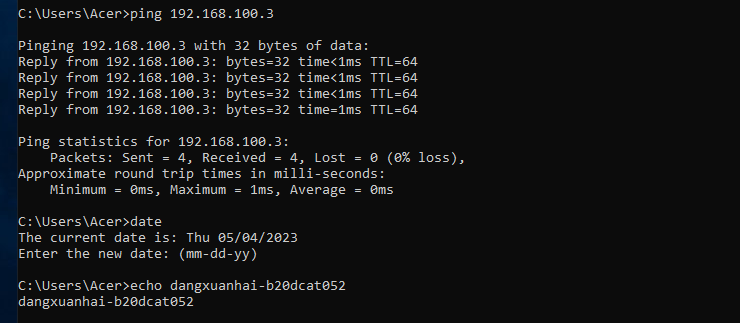 C:\Users\Acer>ping 192.168.100.3
Pinging 192.168.100.3 with 32 bytes of data:
Reply from 192.168.100.3: bytes=32 time<1ms TTL=64
Reply from 192.168.100.3: bytes=32 time<1ms TTL=64
Reply from 192.168.100.3: bytes=32 time<1ms TTL=64
Reply from 192.168.100.3: bytes=32 time=1ms TTL=64
Ping statistics for 192.168.100.3:
    Packets: Sent = 4, Received = 4, Lost = 0 (0% loss),
Approximate round trip times in milli-seconds:
    Minimum = 0ms, Maximum = 1ms, Average = 0ms
C:\Users\Acer>date
The current date is: Thu 05/04/2023
Enter the new date: (mm-dd-yy)
C:\Users\Acer>echo dangxuanhai-b20dcat052
dangxuanhai-b20dcat052